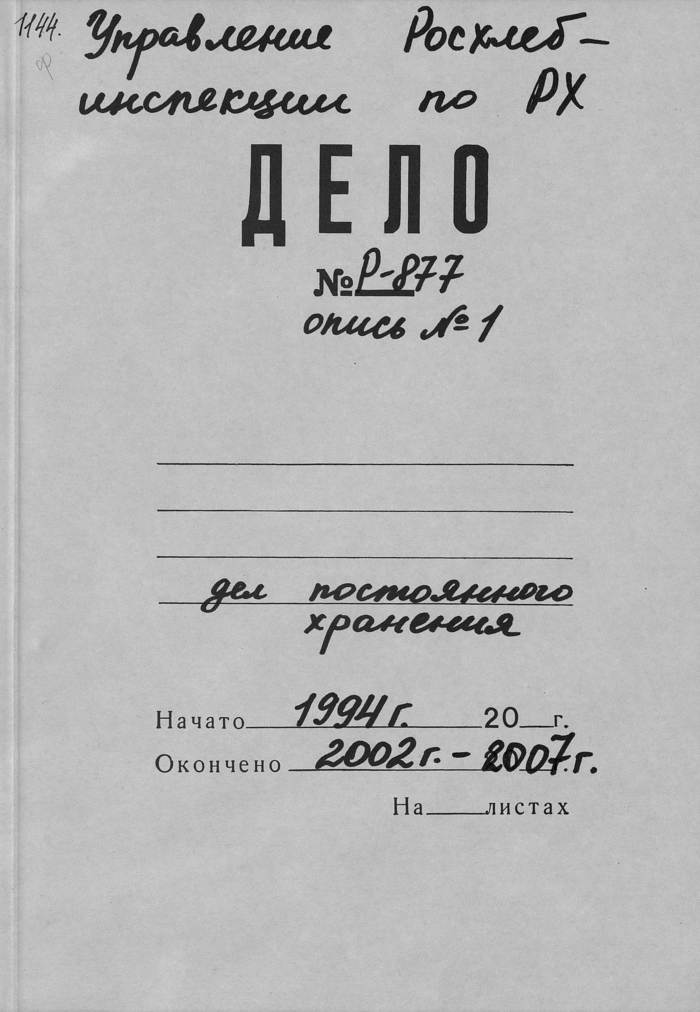 1144.
Управление Росхлеб-
инспекции по РХ
ДЕЛО
№ Р-877
опись № 1
дел постоянного
хранения
Начато 1994 г. 20 г.
Окончено 2002 г. - 2007 г.
На листах